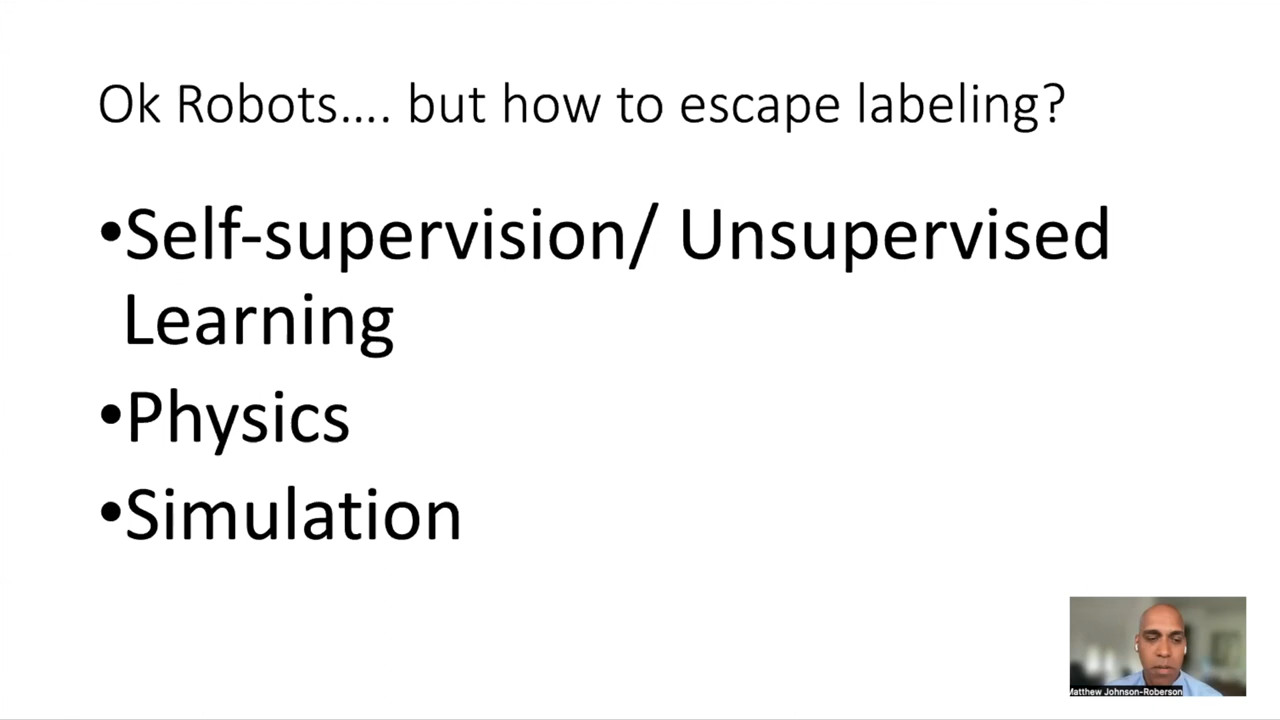 Ok Robots.... but how to escape labeling?
•Self-supervision/ Unsupervised
Learning
•Physics
•Simulation
Matthew Johnson-Roberson